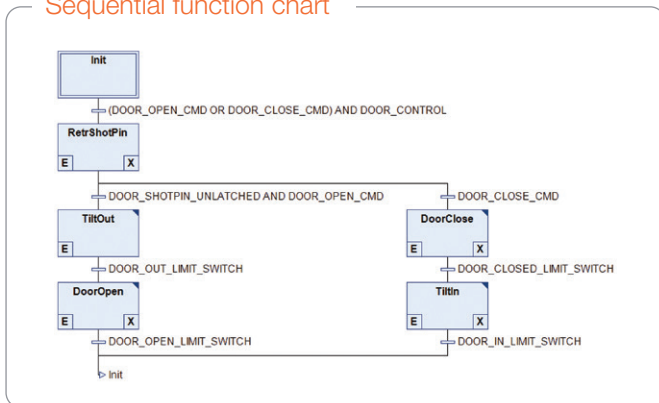 Sequential function chart
Init
(DOOR_OPEN_CMD OR DOOR_CLOSE_CMD) AND DOOR_CONTROL
RetrShotPin
E X
DOOR_SHOTPIN_UNLATCHED AND DOOR_OPEN_CMD
DOOR_CLOSE_CMD
TiltOut
DoorClose
E
E X
DOOR_OUT_LIMIT_SWITCH
DOOR_CLOSED_LIMIT_SWITCH
DoorOpen
TiltIn
E X
E X
DOOR_OPEN_LIMIT_SWITCH
DOOR_IN_LIMIT_SWITCH
Init